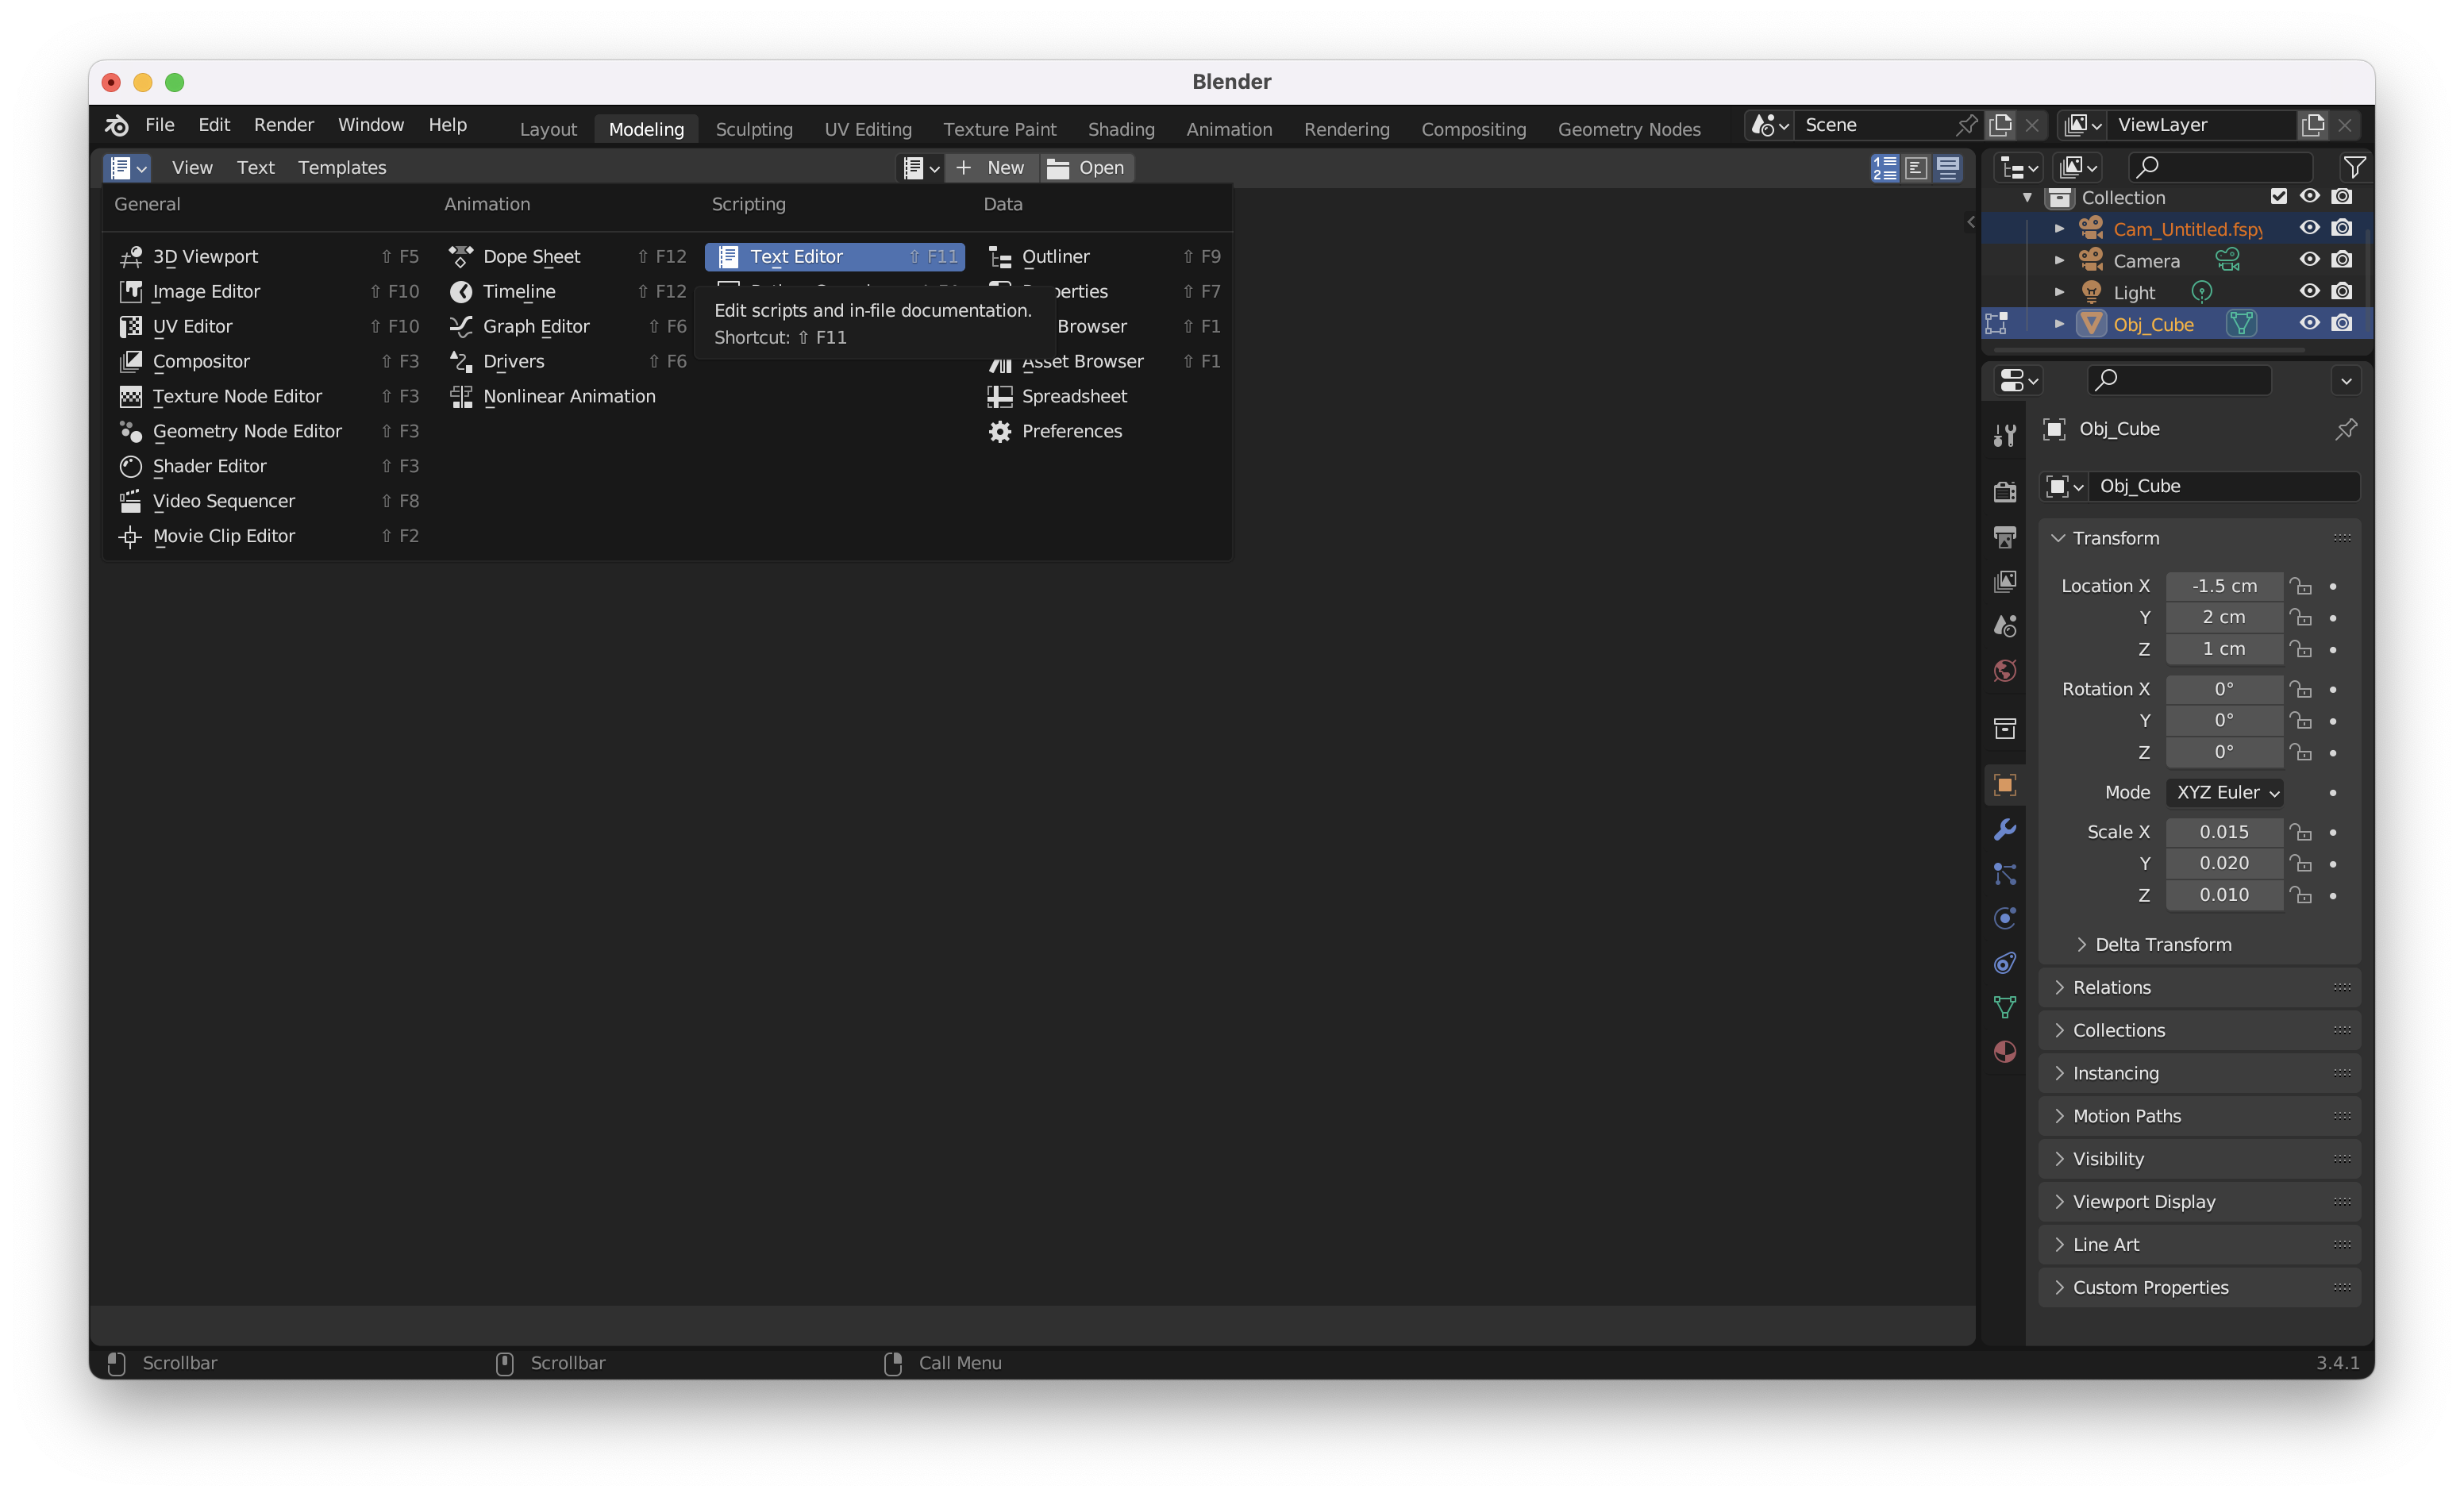 Blender
File Edit Render Window Help Layout Modeling Sculpting UV Editing Texture Paint Shading Animation Rendering Compositing Geometry Nodes Scene ViewLayer
View Text Templates New Open
General Animation Scripting Data
3D Viewport ⇧ F5 Dope Sheet ⇧ F12 Text Editor ⇧ F11 Outliner ⇧ F9
Image Editor ⇧ F10 Timeline ⇧ F12 ⇧ F7
UV Editor ⇧ F10 Graph Editor ⇧ F6 Browser ⇧ F1
Compositor ⇧ F3 Drivers ⇧ F6 Asset Browser ⇧ F1
Texture Node Editor ⇧ F3 Nonlinear Animation Spreadsheet
Geometry Node Editor ⇧ F3 Preferences
Shader Editor ⇧ F3
Video Sequencer ⇧ F8
Movie Clip Editor ⇧ F2
Edit scripts and in-file documentation.
Shortcut: ⇧ F11
Collection
Cam_Untitled.fspy
Camera
Light
Obj_Cube
Obj_Cube
Obj_Cube
Transform
Location X -1.5 cm
Y 2 cm
Z 1 cm
Rotation X 0°
Y 0°
Z 0°
Mode XYZ Euler
Scale X 0.015
Y 0.020
Z 0.010
Delta Transform
Relations
Collections
Instancing
Motion Paths
Visibility
Viewport Display
Line Art
Custom Properties
Scrollbar Scrollbar Call Menu 3.4.1